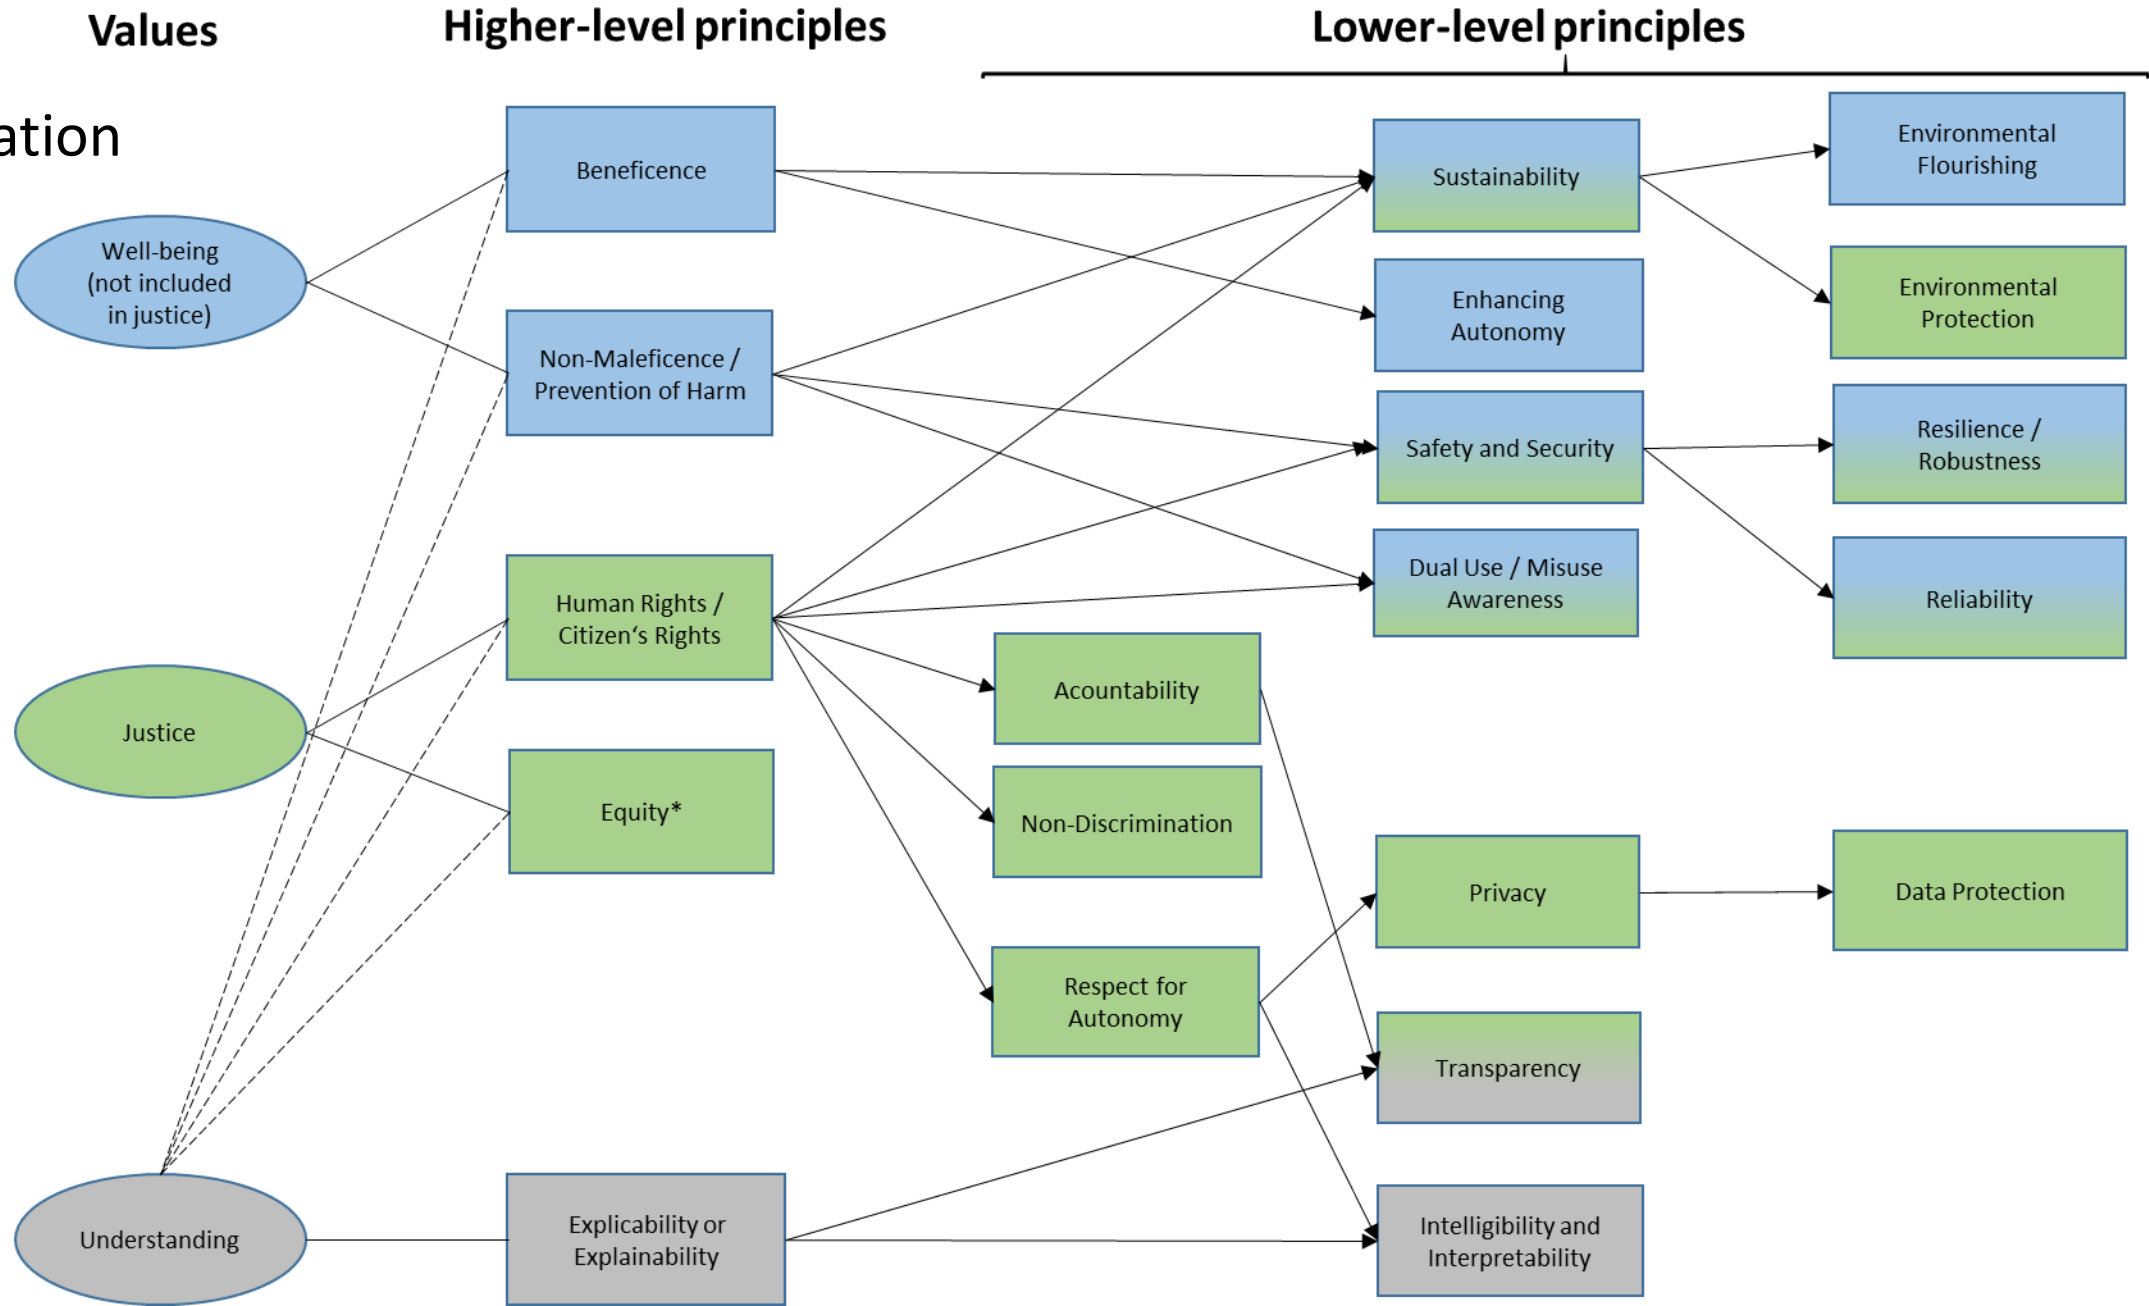 Values
Higher-level principles
Lower-level principles
ation
Well-being
(not included
in justice)
Justice
Understanding
Beneficence
Non-Maleficence /
Prevention of Harm
Human Rights /
Citizen‘s Rights
Equity*
Explicability or
Explainability
Acountability
Non-Discrimination
Respect for
Autonomy
Sustainability
Enhancing
Autonomy
Safety and Security
Dual Use / Misuse
Awareness
Privacy
Transparency
Intelligibility and
Interpretability
Environmental
Flourishing
Environmental
Protection
Resilience /
Robustness
Reliability
Data Protection